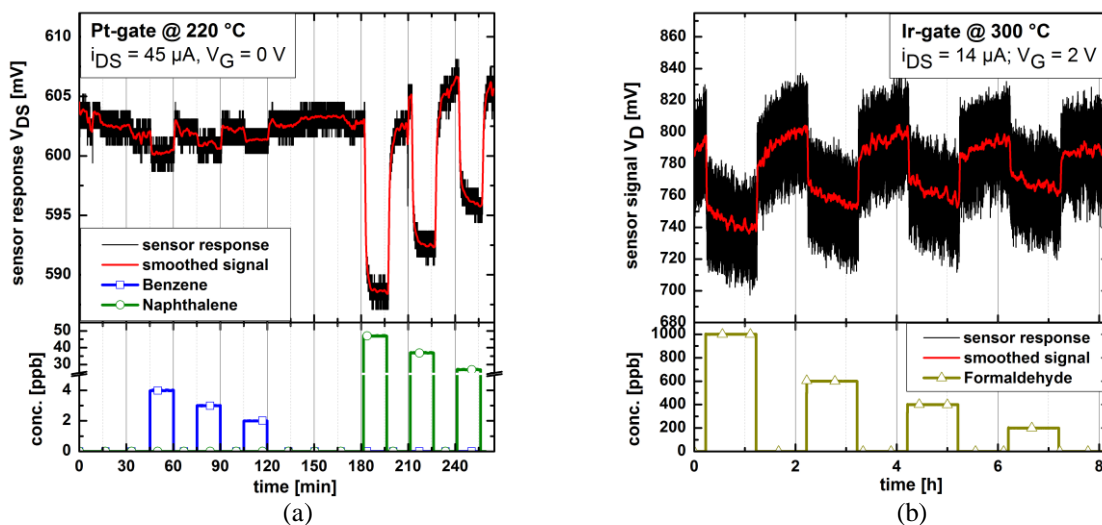 Pt-gate @ 220 °C
iDS = 45 µA, VG = 0 V
sensor response VDS [mV]
610
605
600
595
590
sensor response
smoothed signal
Benzene
Naphthalene
conc. [ppb]
50
30
4
2
0
0 30 60 90 120 150 180 210 240
time [min]
(a)
Ir-gate @ 300 °C
iDS = 14 µA; VG = 2 V
sensor signal VD [mV]
860
840
820
800
780
760
740
720
700
680
sensor response
smoothed signal
Formaldehyde
conc. [ppb]
1000
800
600
400
200
0
0 2 4 6 8
time [h]
(b)